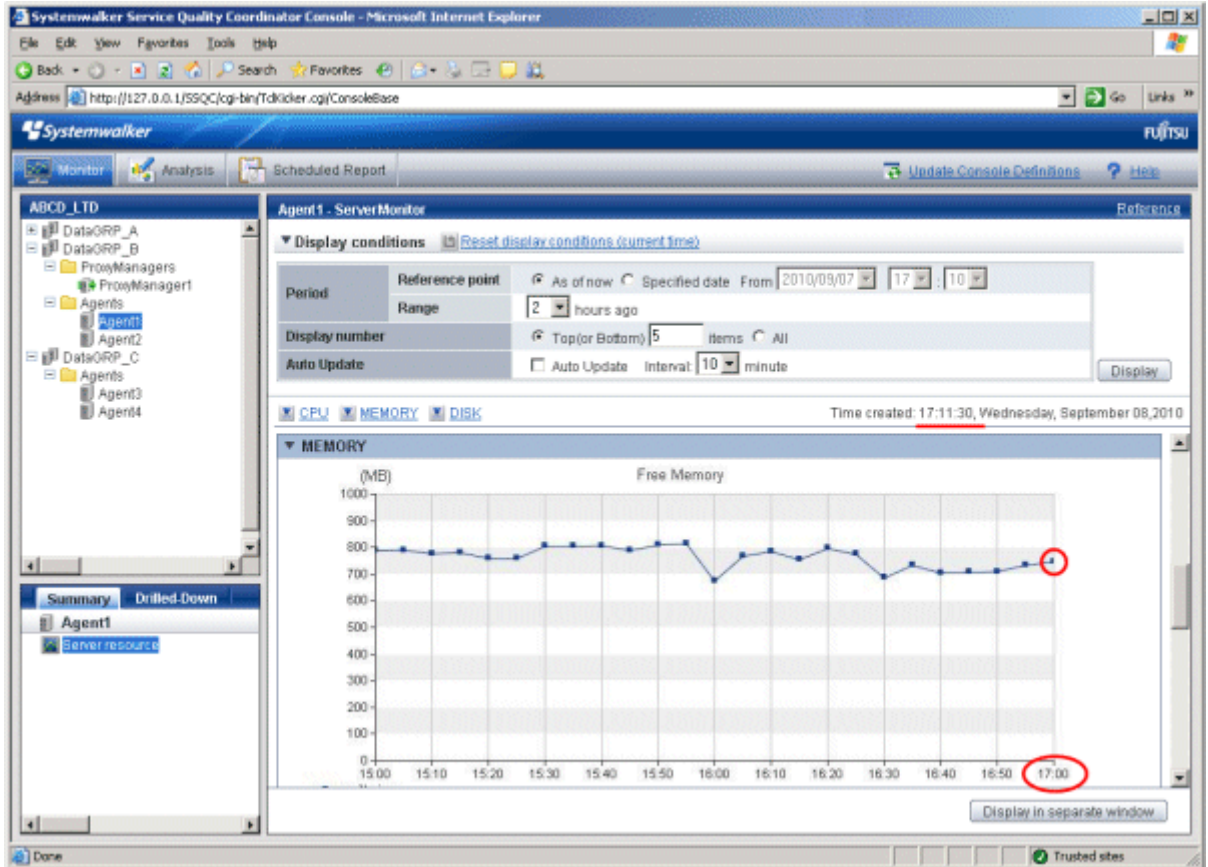 Systemwalker Service Quality Coordinator Console - Microsoft Internet Explorer
File Edit View Favorites Tools Help
Back Search Favorites
Address http://127.0.0.1/SSQC/cgi-bin/TdKicker.cgi/ConsoleBase Go Links »
Systemwalker FUJITSU
Monitor Analysis Scheduled Report Update Console Definitions ? Help
ABCD_LTD
DataGRP_A
DataGRP_B
ProxyManagers
ProxyManager1
Agents
Agent1
Agent2
DataGRP_C
Agents
Agent3
Agent4
Summary Drilled-Down
Agent1
Server resource
Agent1 - ServerMonitor Reference
Display conditions Reset display conditions (current time)
Period Reference point As of now Specified date From 2010/09/07 17 : 10
Range 2 hours ago
Display number Top(or Bottom) 5 items All
Auto Update Auto Update Interval: 10 minute
Display
CPU MEMORY DISK Time created: 17:11:30, Wednesday, September 08,2010
MEMORY
(MB) Free Memory
1000
900
800
700
600
500
400
300
200
100
0
15:00 15:10 15:20 15:30 15:40 15:50 16:00 16:10 16:20 16:30 16:40 16:50 17:00
Display in separate window
Done Trusted sites